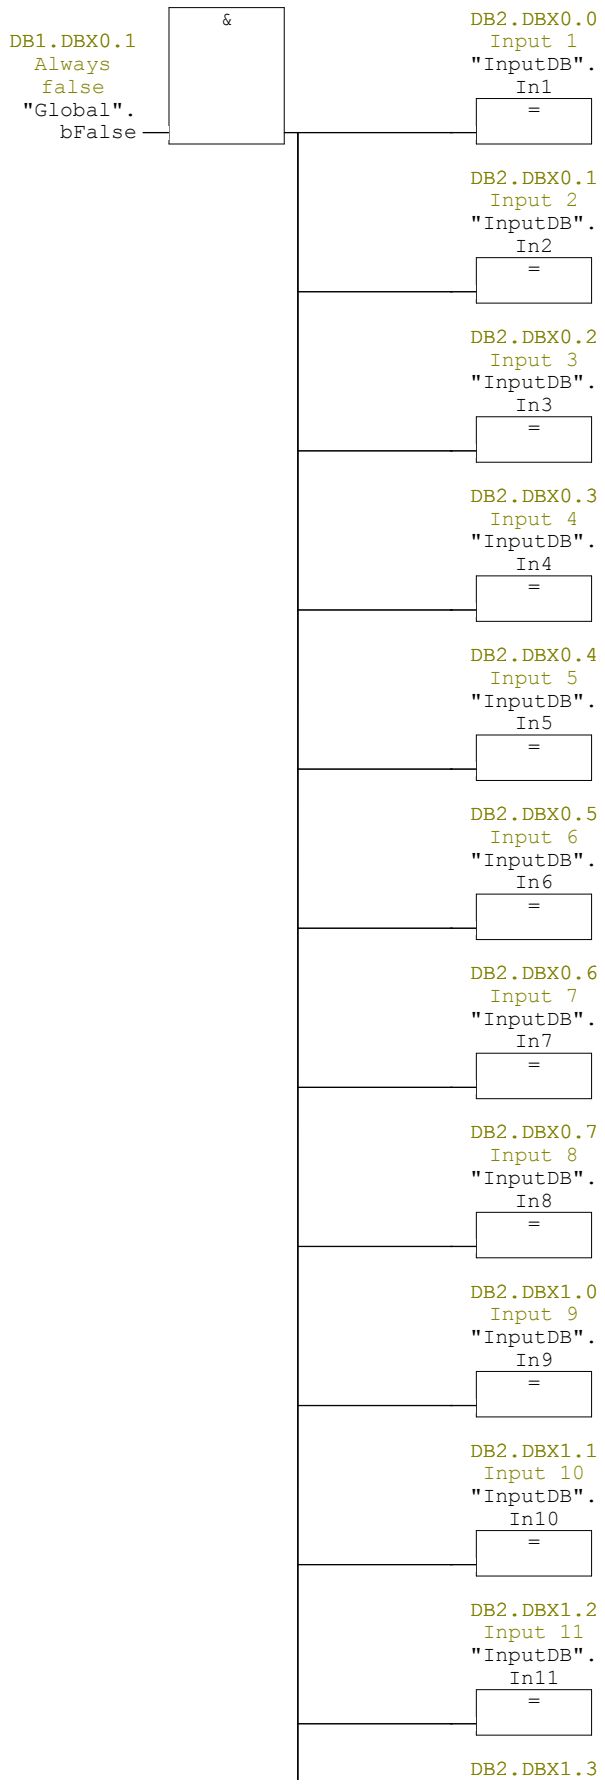 &
DB1.DBX0.1
Always
false
"Global".
bFalse
DB2.DBX0.0
Input 1
"InputDB".
In1
=
DB2.DBX0.1
Input 2
"InputDB".
In2
=
DB2.DBX0.2
Input 3
"InputDB".
In3
=
DB2.DBX0.3
Input 4
"InputDB".
In4
=
DB2.DBX0.4
Input 5
"InputDB".
In5
=
DB2.DBX0.5
Input 6
"InputDB".
In6
=
DB2.DBX0.6
Input 7
"InputDB".
In7
=
DB2.DBX0.7
Input 8
"InputDB".
In8
=
DB2.DBX1.0
Input 9
"InputDB".
In9
=
DB2.DBX1.1
Input 10
"InputDB".
In10
=
DB2.DBX1.2
Input 11
"InputDB".
In11
=
DB2.DBX1.3